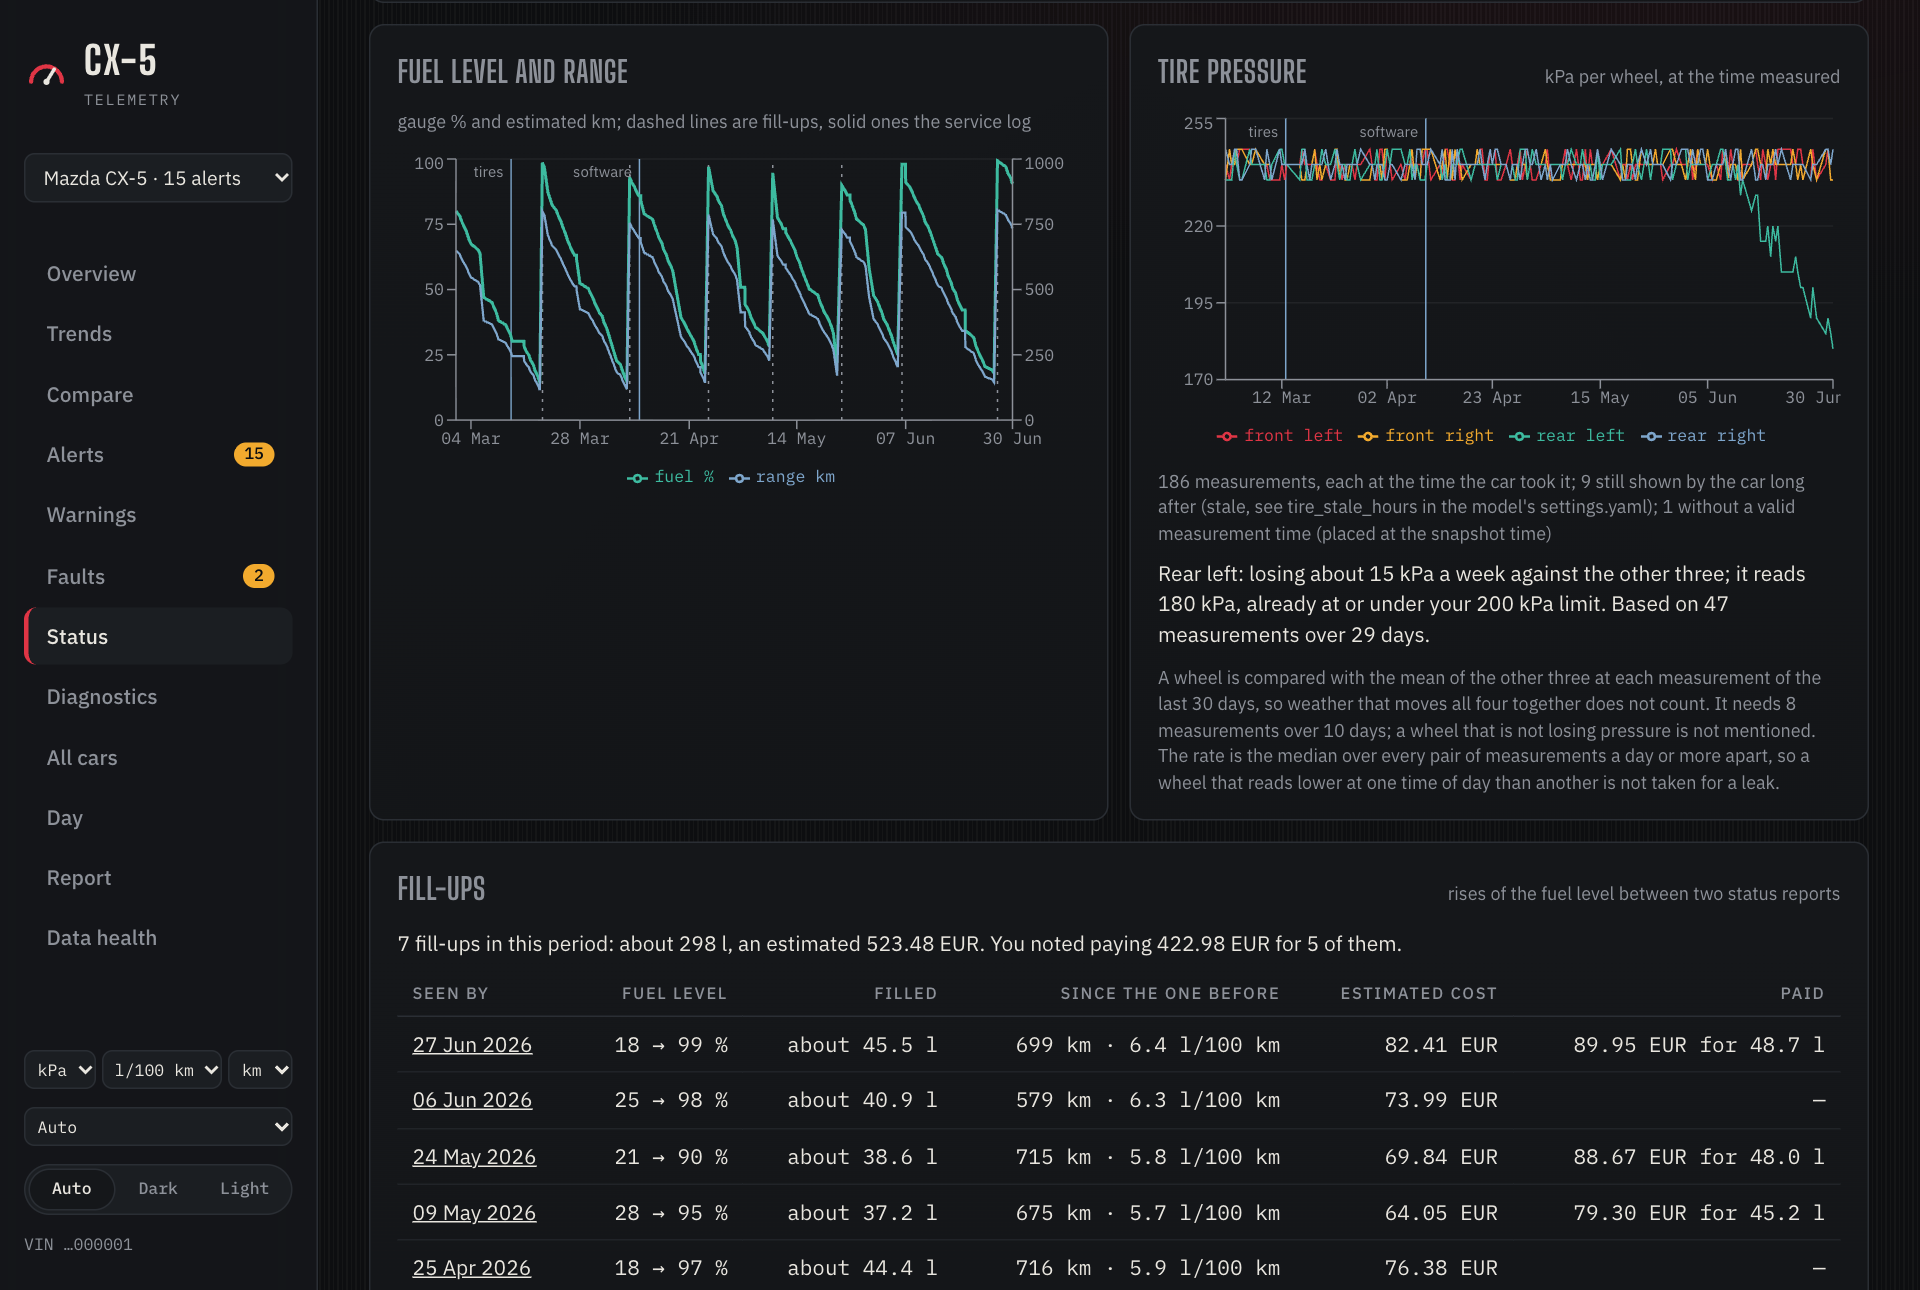 CX-5
TELEMETRY
Mazda CX-5 · 15 alerts
Overview
Trends
Compare
Alerts 15
Warnings
Faults 2
Status
Diagnostics
All cars
Day
Report
Data health
kPa l/100 km km
Auto
Auto Dark Light
VIN …000001
FUEL LEVEL AND RANGE
gauge % and estimated km; dashed lines are fill-ups, solid ones the service log
tires software
100 1000
75 750
50 500
25 250
0 0
04 Mar 28 Mar 21 Apr 14 May 07 Jun 30 Jun
fuel % range km
TIRE PRESSURE
kPa per wheel, at the time measured
tires software
255
220
195
170
12 Mar 02 Apr 23 Apr 15 May 05 Jun 30 Jun
front left front right rear left rear right
186 measurements, each at the time the car took it; 9 still shown by the car long
after (stale, see tire_stale_hours in the model's settings.yaml); 1 without a valid
measurement time (placed at the snapshot time)
Rear left: losing about 15 kPa a week against the other three; it reads
180 kPa, already at or under your 200 kPa limit. Based on 47
measurements over 29 days.
A wheel is compared with the mean of the other three at each measurement of the
last 30 days, so weather that moves all four together does not count. It needs 8
measurements over 10 days; a wheel that is not losing pressure is not mentioned.
The rate is the median over every pair of measurements a day or more apart, so a
wheel that reads lower at one time of day than another is not taken for a leak.
FILL-UPS
rises of the fuel level between two status reports
7 fill-ups in this period: about 298 l, an estimated 523.48 EUR. You noted paying 422.98 EUR for 5 of them.
SEEN BY FUEL LEVEL FILLED SINCE THE ONE BEFORE ESTIMATED COST PAID
27 Jun 2026 18 → 99 % about 45.5 l 699 km · 6.4 l/100 km 82.41 EUR 89.95 EUR for 48.7 l
06 Jun 2026 25 → 98 % about 40.9 l 579 km · 6.3 l/100 km 73.99 EUR —
24 May 2026 21 → 90 % about 38.6 l 715 km · 5.8 l/100 km 69.84 EUR 88.67 EUR for 48.0 l
09 May 2026 28 → 95 % about 37.2 l 675 km · 5.7 l/100 km 64.05 EUR 79.30 EUR for 45.2 l
25 Apr 2026 18 → 97 % about 44.4 l 716 km · 5.9 l/100 km 76.38 EUR —